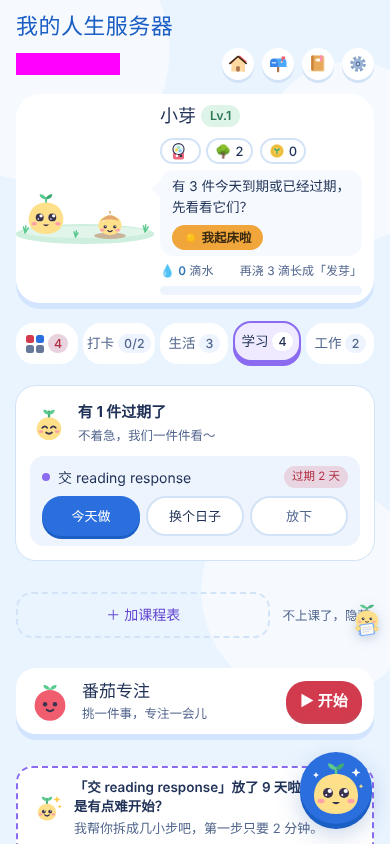 我的人生服务器
小芽 Lv.1
2
0
有 3 件今天到期或已经过期，
先看看它们？
我起床啦
0 滴水 再浇 3 滴长成「发芽」
4
打卡 0/2
生活 3
学习 4
工作 2
有 1 件过期了
不着急，我们一件件看～
交 reading response 过期 2 天
今天做 换个日子 放下
＋ 加课程表 不上课了，
番茄专注
挑一件事，专注一会儿
▶ 开始
「交 reading response」放了 9 天啦
是有点难开始？
我帮你拆成几小步吧，第一步只要 2 分钟。